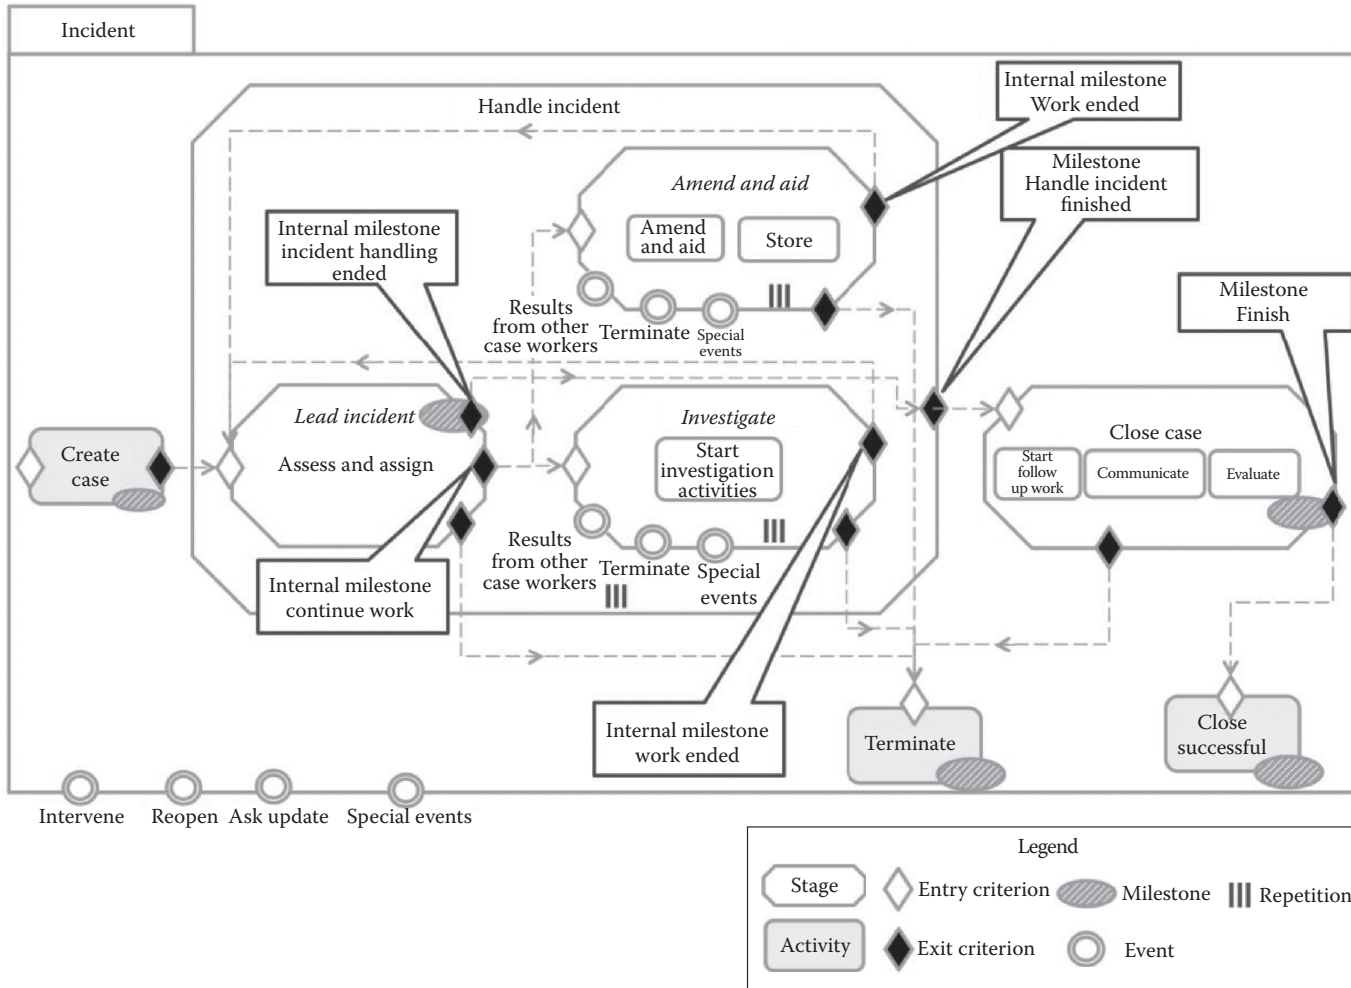 Incident
Handle incident
Internal milestone
Work ended
Milestone
Handle incident
finished
Amend and aid
Amend
and aid
Store
Internal milestone
incident handling
ended
Results
from other
case workers
Terminate
Special
events
Milestone
Finish
Create
case
Lead incident
Assess and assign
Investigate
Start
investigation
activities
Close case
Start
follow
up work
Communicate
Evaluate
Results
from other
case workers
Terminate
Special
events
Internal milestone
continue work
Internal milestone
work ended
Terminate
Close
successful
Intervene
Reopen
Ask update
Special events
Legend
Stage
Entry criterion
Milestone
Repetition
Activity
Exit criterion
Event